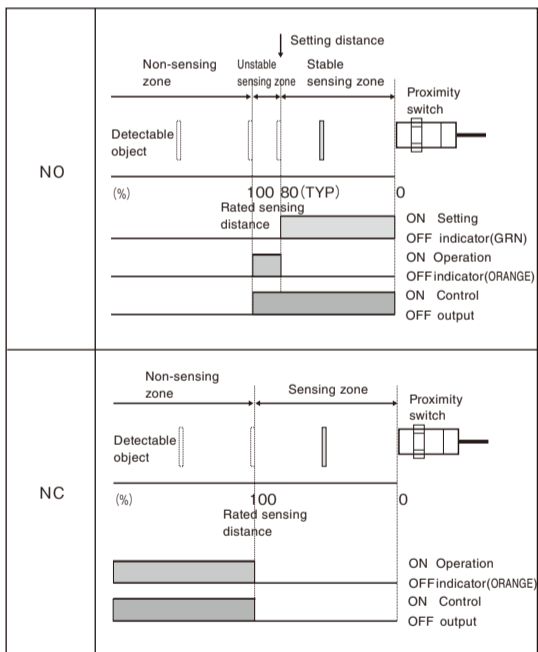 NO
Setting distance
Non-sensing zone
Unstable sensing zone
Stable sensing zone
Proximity switch
Detectable object
(%)
100 80(TYP)
0
Rated sensing distance
ON Setting
OFF indicator(GRN)
ON Operation
OFF indicator(ORANGE)
ON Control
OFF output
NC
Non-sensing zone
Sensing zone
Proximity switch
Detectable object
(%)
100
0
Rated sensing distance
ON Operation
OFF indicator(ORANGE)
ON Control
OFF output